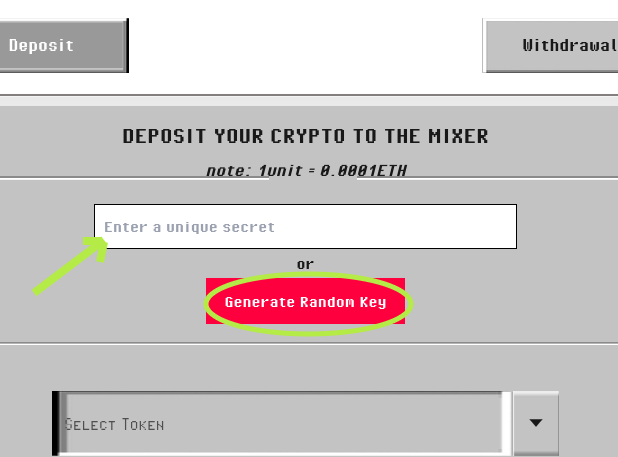 Deposit
Withdrawal
DEPOSIT YOUR CRYPTO TO THE MIXER
note: 1unit = 0.0001ETH
Enter a unique secret
or
Generate Random Key
Select Token